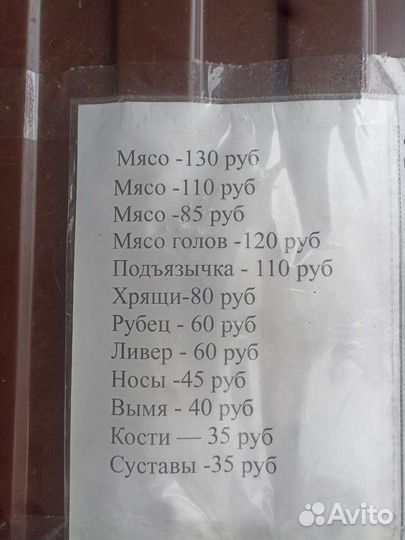 Мясо -130 руб
Мясо -110 руб
Мясо -85 руб
Мясо голов -120 руб
Подъязычка - 110 руб
Хрящи-80 руб
Рубец - 60 руб
Ливер - 60 руб
Носы -45 руб
Вымя - 40 руб
Кости — 35 руб
Суставы -35 руб
Avito